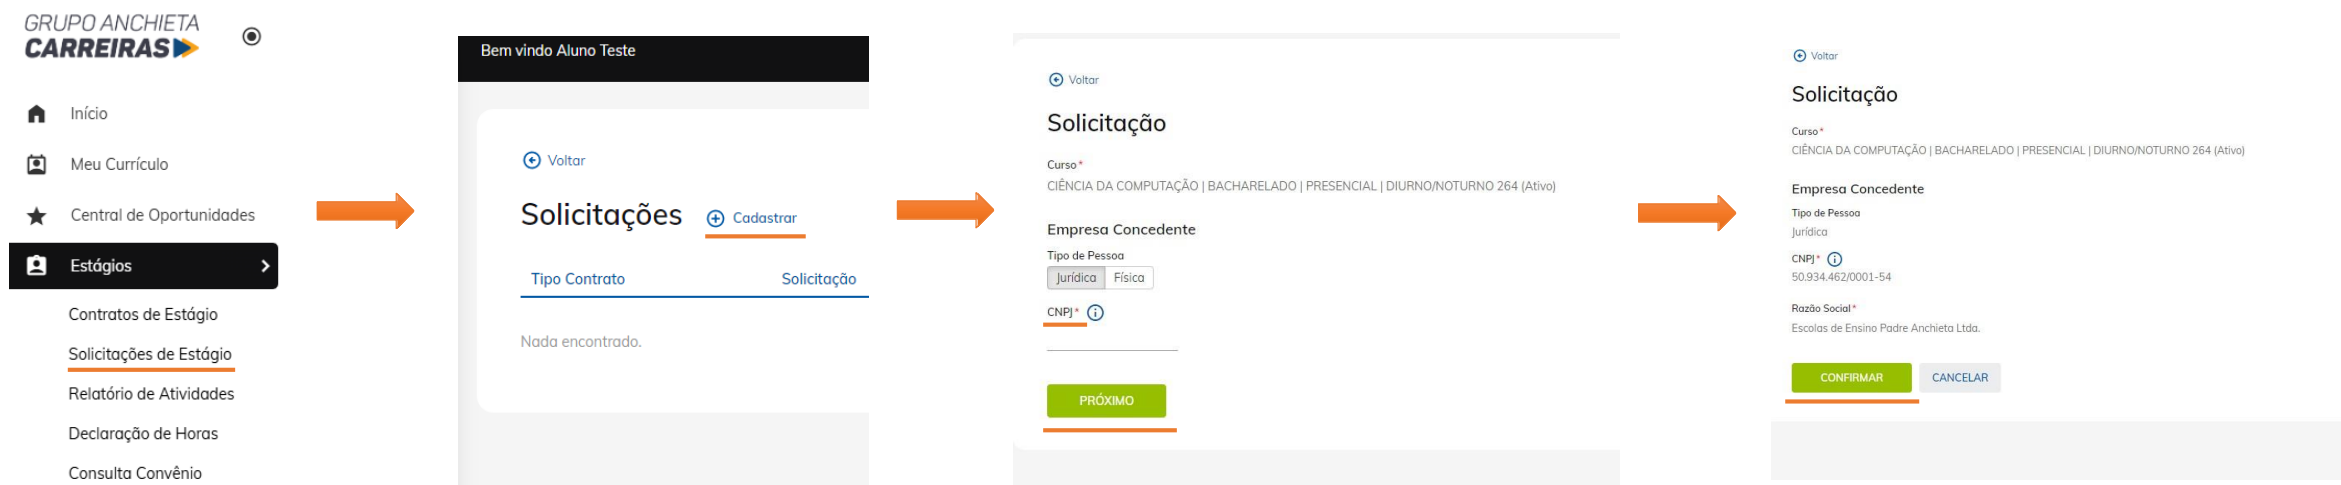 GRUPO ANCHIETA
CARREIRAS
Início
Meu Currículo
Central de Oportunidades
Estágios
Contratos de Estágio
Solicitações de Estágio
Relatório de Atividades
Declaração de Horas
Consulta Convênio
Bem vindo Aluno Teste
Voltar
Solicitações Cadastrar
Tipo Contrato Solicitação
Nada encontrado.
Voltar
Solicitação
Curso*
CIÊNCIA DA COMPUTAÇÃO | BACHARELADO | PRESENCIAL | DIURNO/NOTURNO 264 (Ativo)
Empresa Concedente
Tipo de Pessoa
Jurídica Física
CNPJ*
PRÓXIMO
Voltar
Solicitação
Curso*
CIÊNCIA DA COMPUTAÇÃO | BACHARELADO | PRESENCIAL | DIURNO/NOTURNO 264 (Ativo)
Empresa Concedente
Tipo de Pessoa
Jurídica
CNPJ*
50.934.462/0001-54
Razão Social*
Escolas de Ensino Padre Anchieta Ltda.
CONFIRMAR CANCELAR